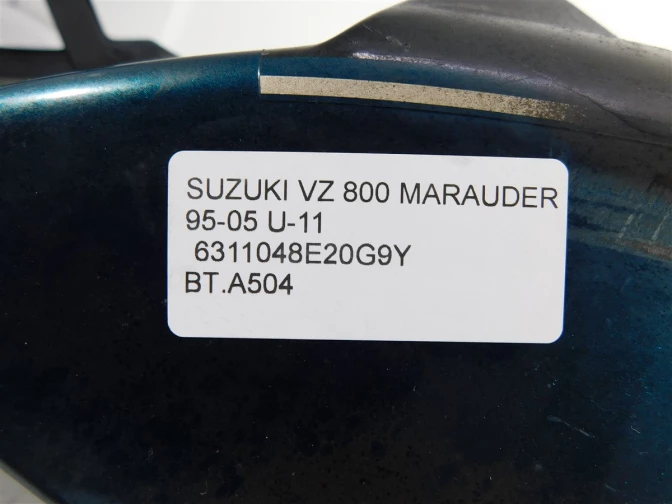 SUZUKI VZ 800 MARAUDER
95-05 U-11
6311048E20G9Y
BT.A504